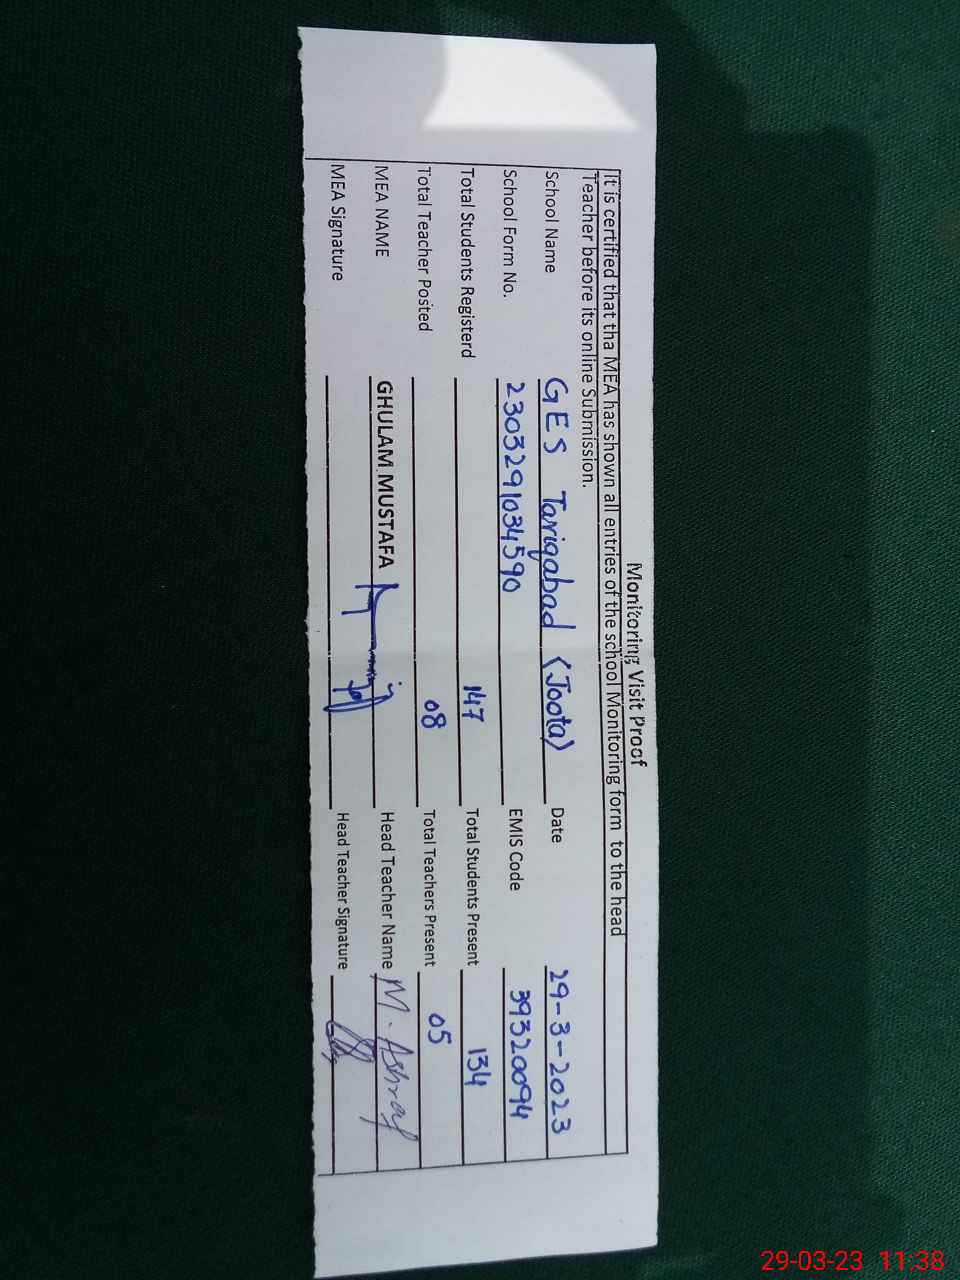 Monitoring Visit Proof
It is certified that tha MEA has shown all entries of the school Monitoring form to the head
Teacher before its online Submission.
School Name GES Tariqabad (Joota) Date 29-3-2023
School Form No. 2303291034590 EMIS Code 39320094
Total Students Registerd 147 Total Students Present 134
Total Teacher Posted 08 Total Teachers Present 05
MEA NAME GHULAM MUSTAFA Head Teacher Name M. Ashraf
MEA Signature Head Teacher Signature
29-03-23 11:38